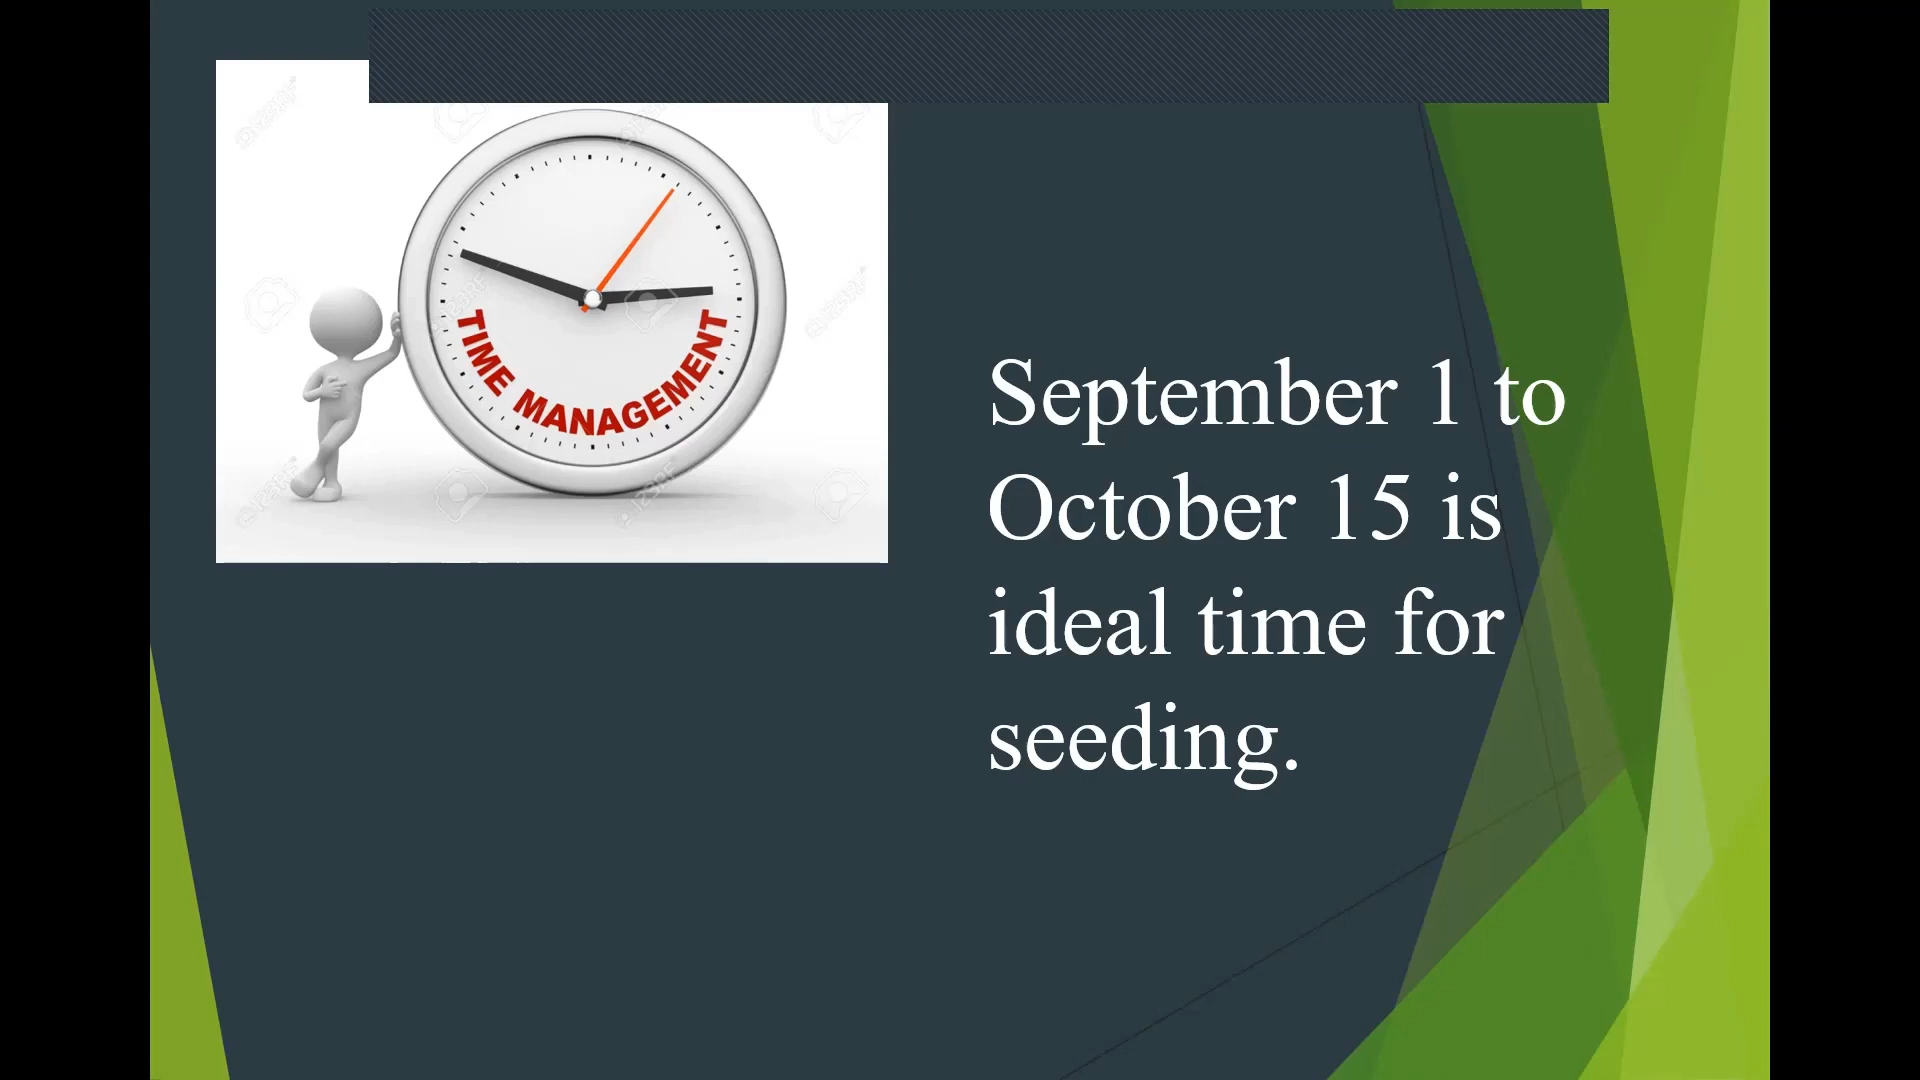 TIME MANAGEMENT
September 1 to
October 15 is
ideal time for
seeding.